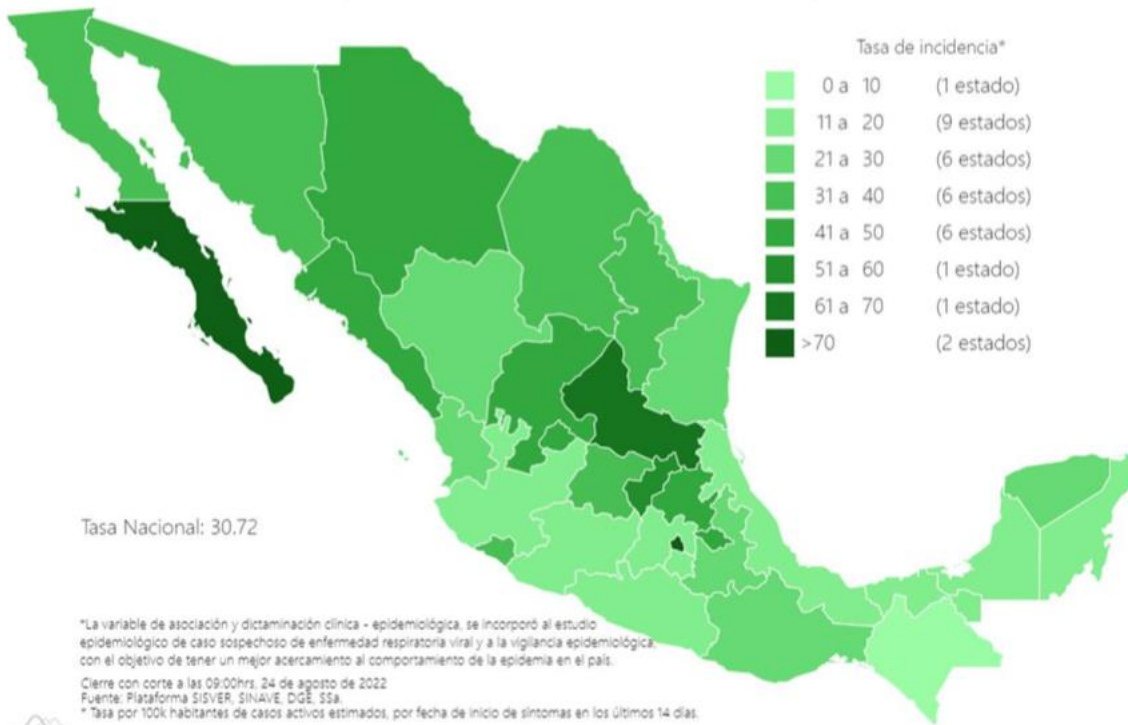 Tasa de incidencia*
0 a 10 (1 estado)
11 a 20 (9 estados)
21 a 30 (6 estados)
31 a 40 (6 estados)
41 a 50 (6 estados)
51 a 60 (1 estado)
61 a 70 (1 estado)
>70 (2 estados)
Tasa Nacional: 30.72
*La variable de asociación y dictaminación clínica - epidemiológica, se incorporó al estudio
epidemiológico de caso sospechoso de enfermedad respiratoria viral y a la vigilancia epidemiológica,
con el objetivo de tener un mejor acercamiento al comportamiento de la epidemia en el país.
Cierre con corte a las 09:00hrs, 24 de agosto de 2022
Fuente: Plataforma SISVER, SINAVE, DGE, SSa.
* Tasa por 100k habitantes de casos activos estimados, por fecha de inicio de síntomas en los últimos 14 días.